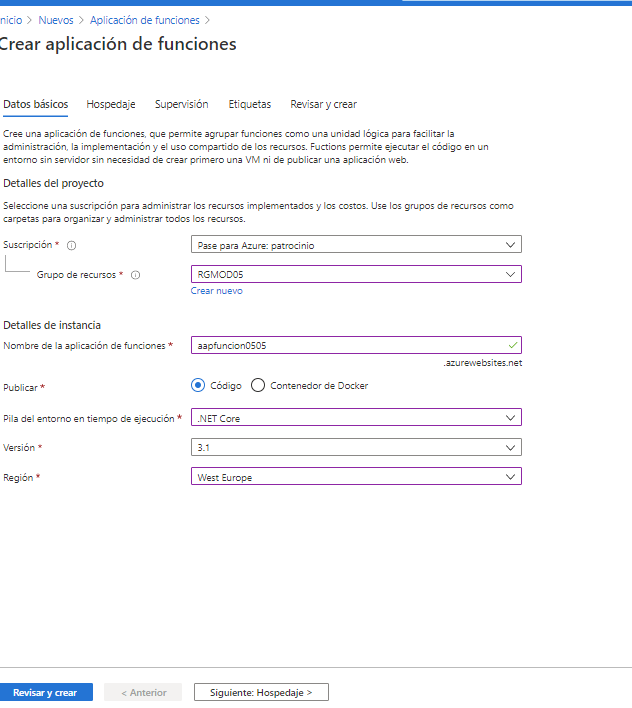 nicio > Nuevos > Aplicación de funciones >
Crear aplicación de funciones
Datos básicos Hospedaje Supervisión Etiquetas Revisar y crear
Cree una aplicación de funciones, que permite agrupar funciones como una unidad lógica para facilitar la
administración, la implementación y el uso compartido de los recursos. Fuctions permite ejecutar el código en un
entorno sin servidor sin necesidad de crear primero una VM ni de publicar una aplicación web.
Detalles del proyecto
Seleccione una suscripción para administrar los recursos implementados y los costos. Use los grupos de recursos como
carpetas para organizar y administrar todos los recursos.
Suscripción * Pase para Azure: patrocinio
Grupo de recursos * RGMOD05
Crear nuevo
Detalles de instancia
Nombre de la aplicación de funciones * aapfuncion0505
.azurewebsites.net
Publicar * Código Contenedor de Docker
Pila del entorno en tiempo de ejecución * .NET Core
Versión * 3.1
Región * West Europe
Revisar y crear < Anterior Siguiente: Hospedaje >